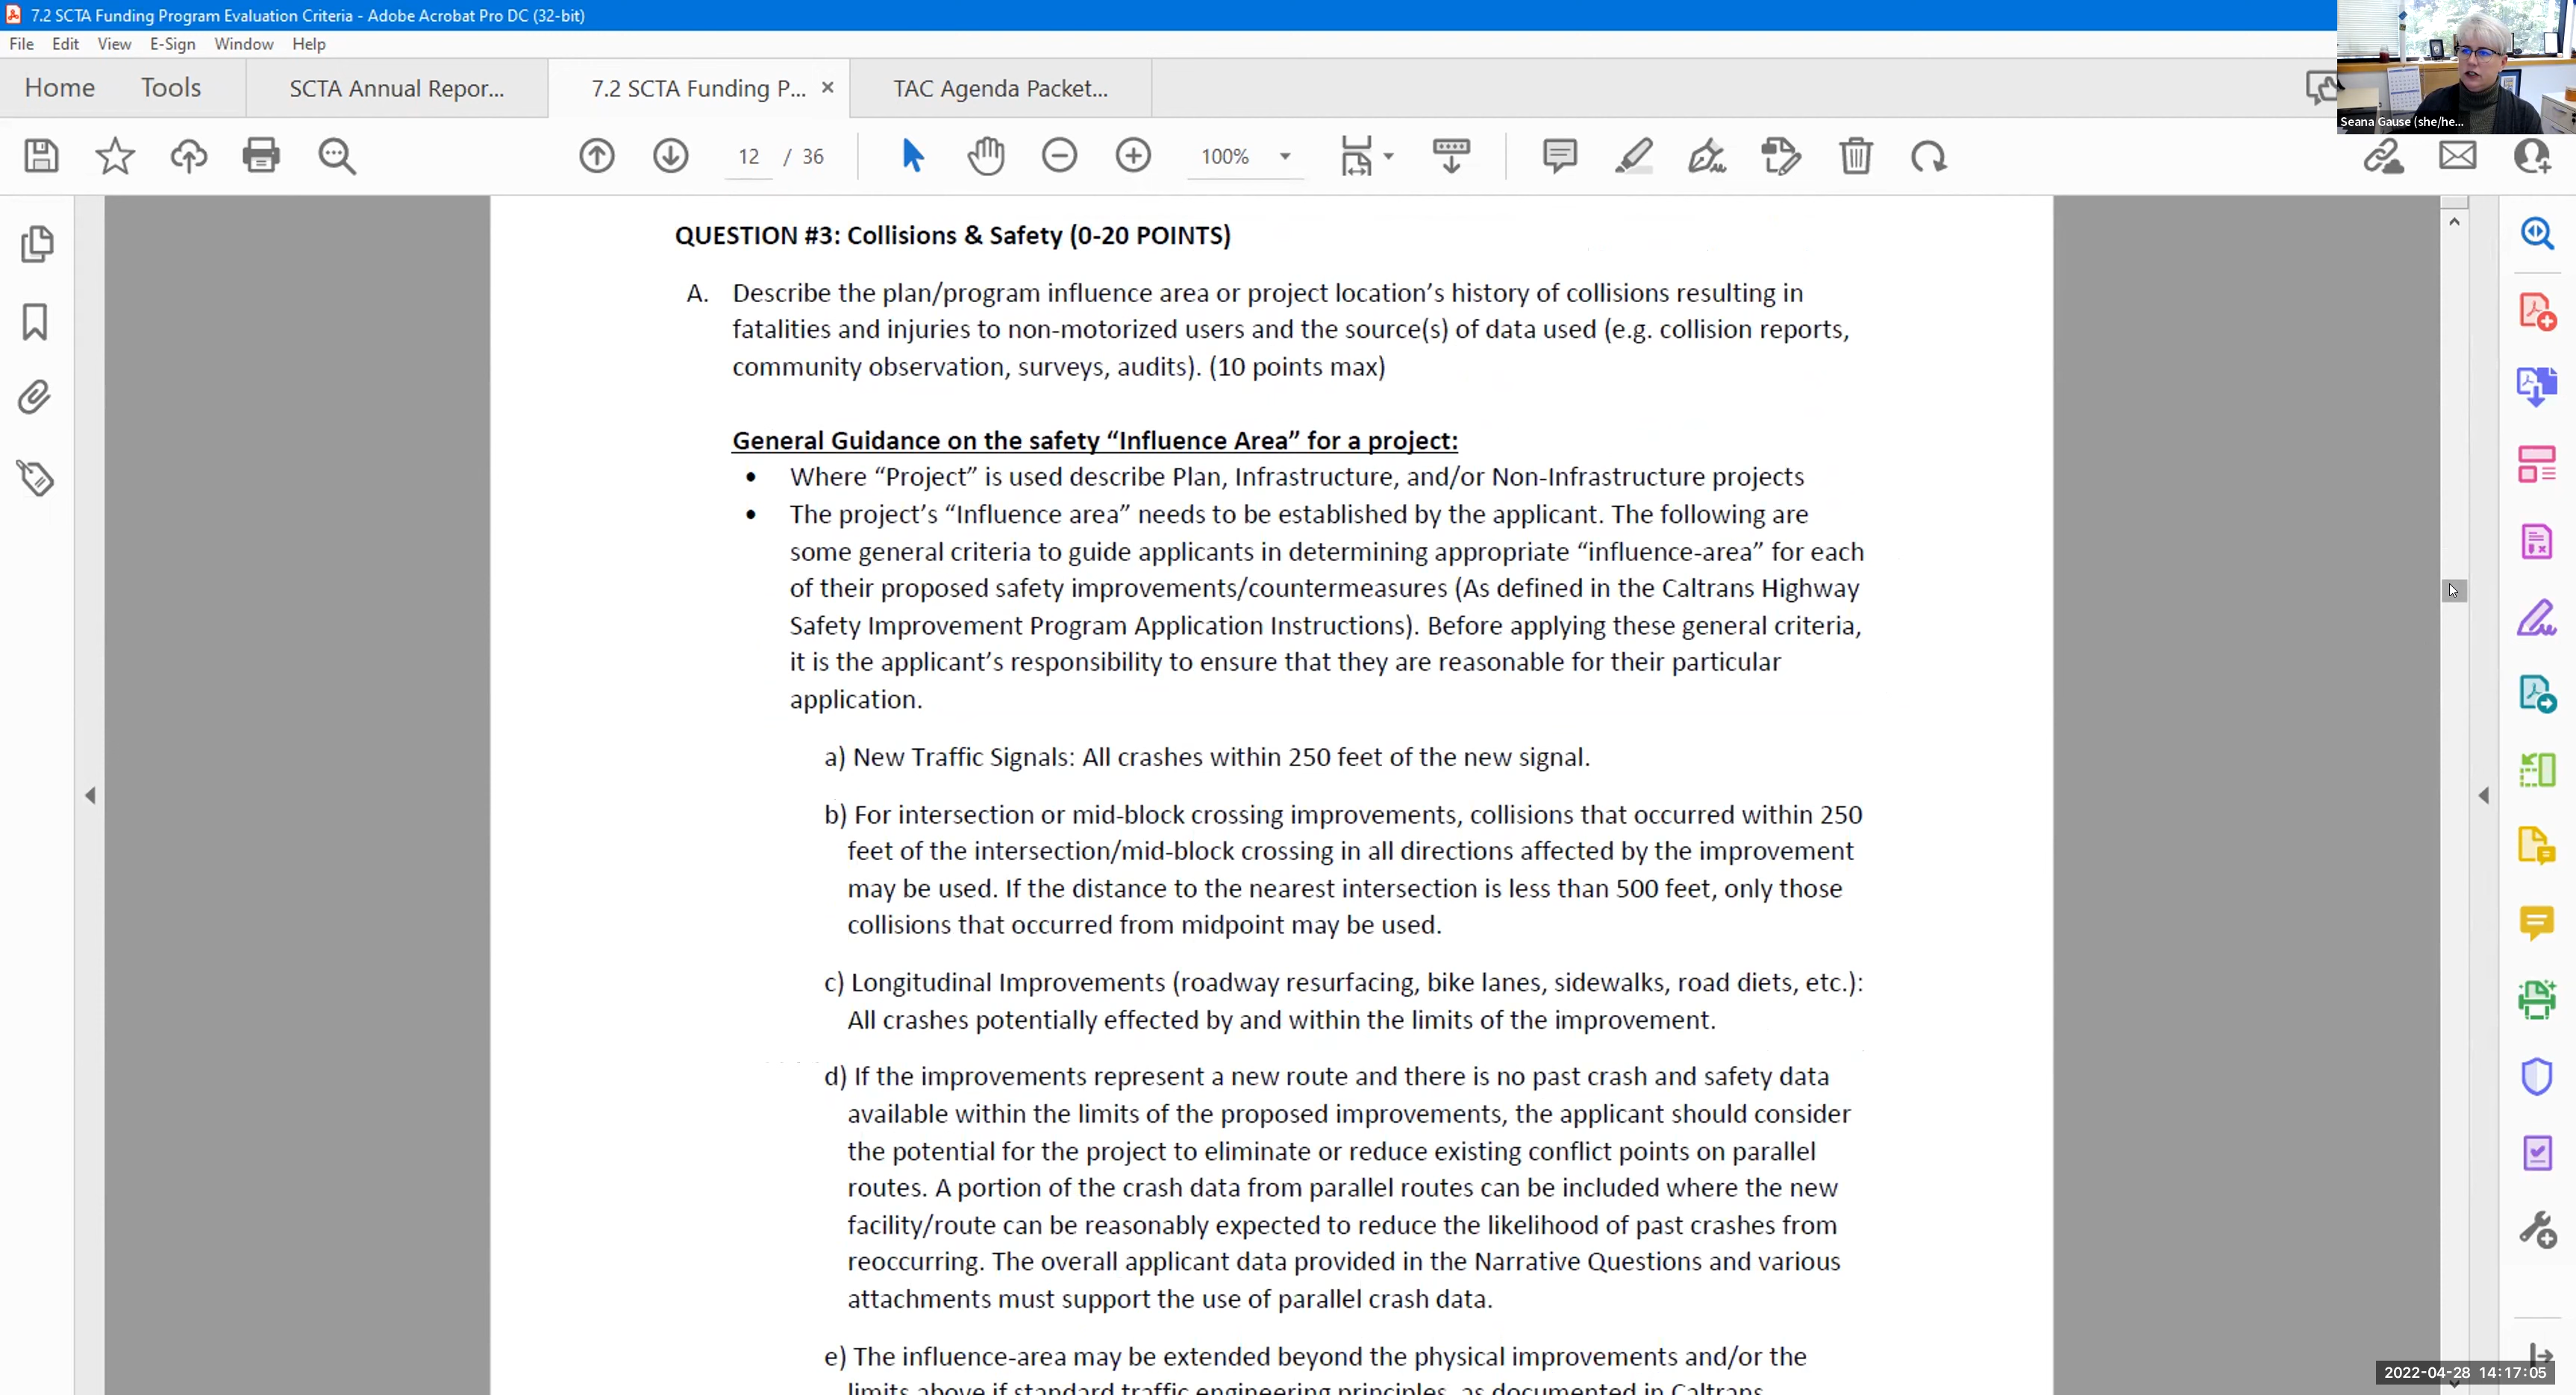 7.2 SCTA Funding Program Evaluation Criteria - Adobe Acrobat Pro DC (32-bit)
File Edit View E-Sign Window Help
Home Tools SCTA Annual Repor... 7.2 SCTA Funding P... × TAC Agenda Packet...
Seana Gause (she/he...
12 / 36 100%
QUESTION #3: Collisions & Safety (0-20 POINTS)
A. Describe the plan/program influence area or project location’s history of collisions resulting in
fatalities and injuries to non-motorized users and the source(s) of data used (e.g. collision reports,
community observation, surveys, audits). (10 points max)
General Guidance on the safety “Influence Area” for a project:
• Where “Project” is used describe Plan, Infrastructure, and/or Non-Infrastructure projects
• The project’s “Influence area” needs to be established by the applicant. The following are
some general criteria to guide applicants in determining appropriate “influence-area” for each
of their proposed safety improvements/countermeasures (As defined in the Caltrans Highway
Safety Improvement Program Application Instructions). Before applying these general criteria,
it is the applicant’s responsibility to ensure that they are reasonable for their particular
application.
a) New Traffic Signals: All crashes within 250 feet of the new signal.
b) For intersection or mid-block crossing improvements, collisions that occurred within 250
feet of the intersection/mid-block crossing in all directions affected by the improvement
may be used. If the distance to the nearest intersection is less than 500 feet, only those
collisions that occurred from midpoint may be used.
c) Longitudinal Improvements (roadway resurfacing, bike lanes, sidewalks, road diets, etc.):
All crashes potentially effected by and within the limits of the improvement.
d) If the improvements represent a new route and there is no past crash and safety data
available within the limits of the proposed improvements, the applicant should consider
the potential for the project to eliminate or reduce existing conflict points on parallel
routes. A portion of the crash data from parallel routes can be included where the new
facility/route can be reasonably expected to reduce the likelihood of past crashes from
reoccurring. The overall applicant data provided in the Narrative Questions and various
attachments must support the use of parallel crash data.
e) The influence-area may be extended beyond the physical improvements and/or the
limits above if standard traffic engineering principles, as documented in Caltrans
2022-04-28 14:17:05